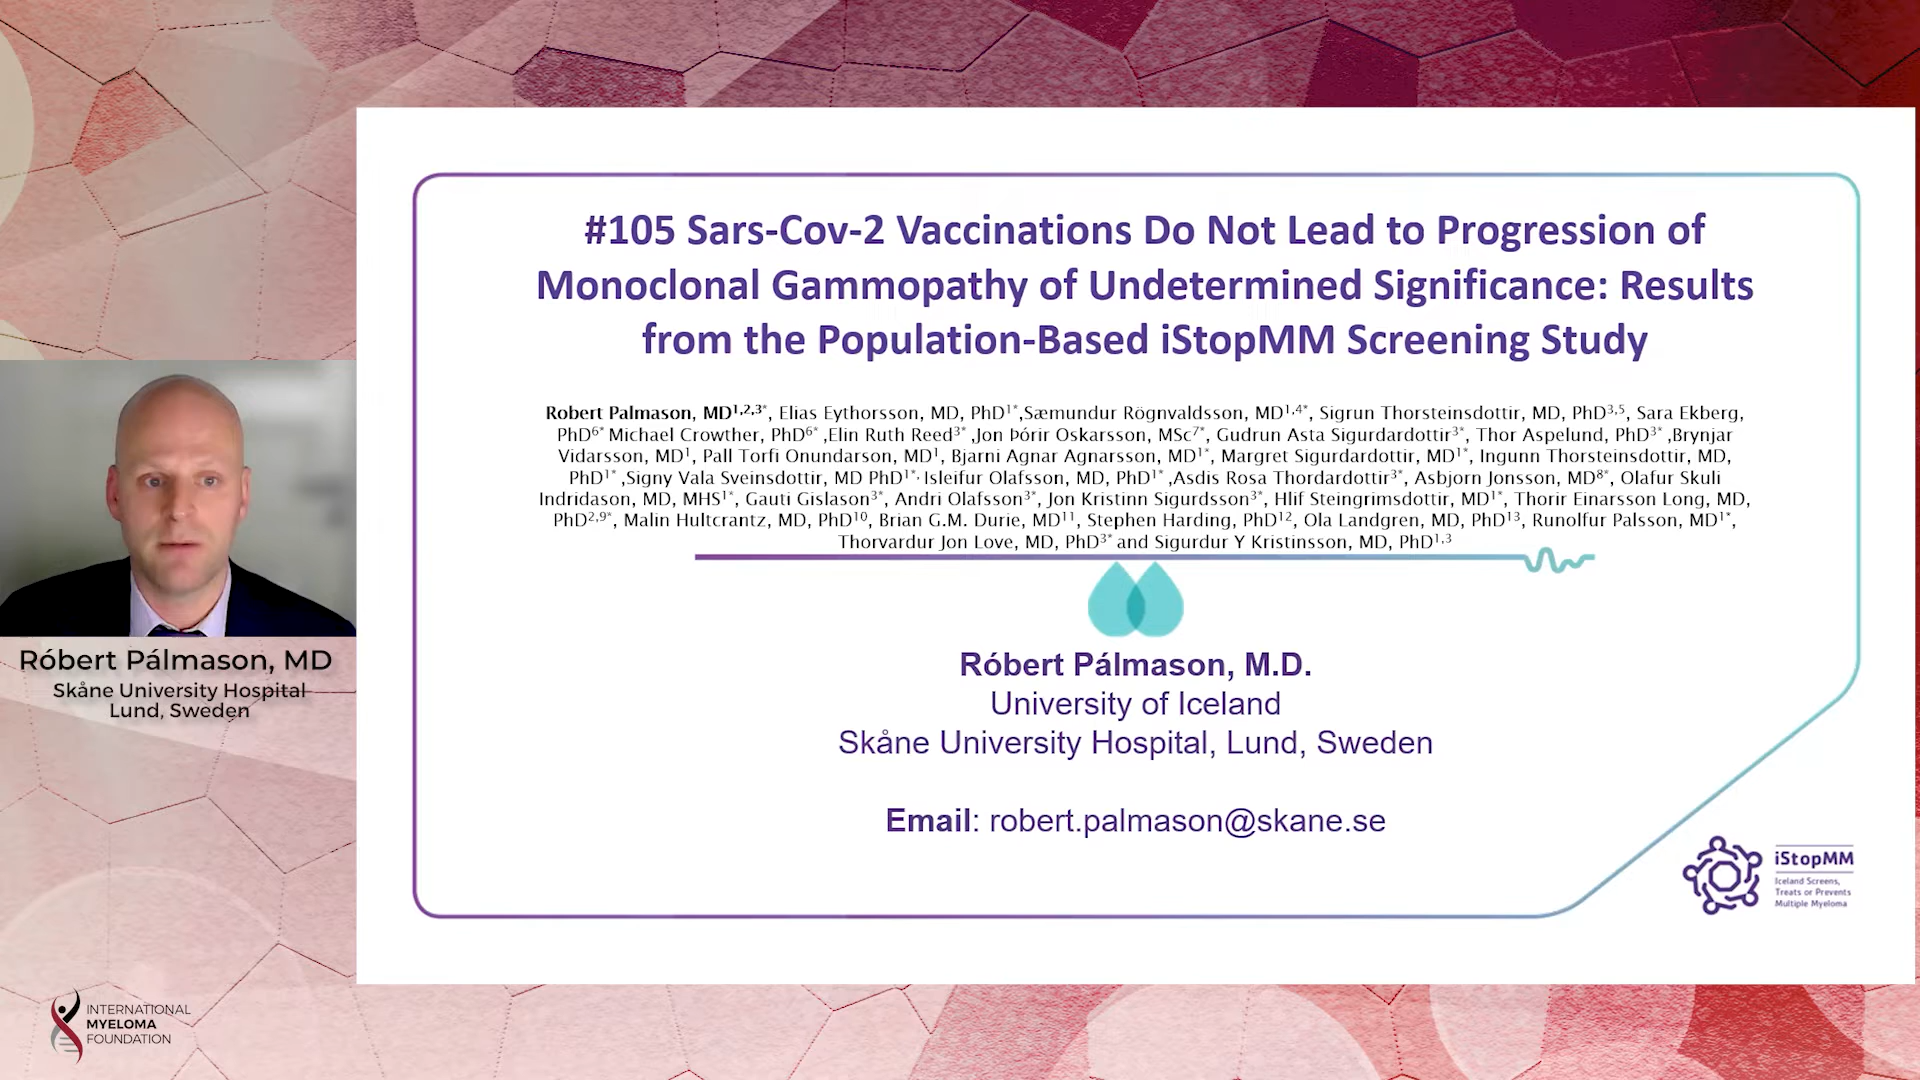 #105 Sars-Cov-2 Vaccinations Do Not Lead to Progression of
Monoclonal Gammopathy of Undetermined Significance: Results
from the Population-Based iStopMM Screening Study
Robert Palmason, MD1,2,3*, Elias Eythorsson, MD, PhD1*,Sæmundur Rögnvaldsson, MD1,4*, Sigrun Thorsteinsdottir, MD, PhD3,5, Sara Ekberg,
PhD6* Michael Crowther, PhD6* ,Elin Ruth Reed3* ,Jon Þórir Oskarsson, MSc7*, Gudrun Asta Sigurdardottir3*, Thor Aspelund, PhD3* ,Brynjar
Vidarsson, MD1, Pall Torfi Onundarson, MD1, Bjarni Agnar Agnarsson, MD1*, Margret Sigurdardottir, MD1*, Ingunn Thorsteinsdottir, MD,
PhD1* ,Signy Vala Sveinsdottir, MD PhD1*, Isleifur Olafsson, MD, PhD1* ,Asdis Rosa Thordardottir3*, Asbjorn Jonsson, MD8*, Olafur Skuli
Indridason, MD, MHS1*, Gauti Gislason3*, Andri Olafsson3*, Jon Kristinn Sigurdsson3*, Hlif Steingrimsdottir, MD1*, Thorir Einarsson Long, MD,
PhD2,9*, Malin Hultcrantz, MD, PhD10, Brian G.M. Durie, MD11, Stephen Harding, PhD12, Ola Landgren, MD, PhD13, Runolfur Palsson, MD1*,
Thorvardur Jon Love, MD, PhD3* and Sigurdur Y Kristinsson, MD, PhD1,3
Róbert Pálmason, M.D.
University of Iceland
Skåne University Hospital, Lund, Sweden
Email: robert.palmason@skane.se
iStopMM
Iceland Screens,
Treats or Prevents
Multiple Myeloma
Róbert Pálmason, MD
Skåne University Hospital
Lund, Sweden
INTERNATIONAL
MYELOMA
FOUNDATION